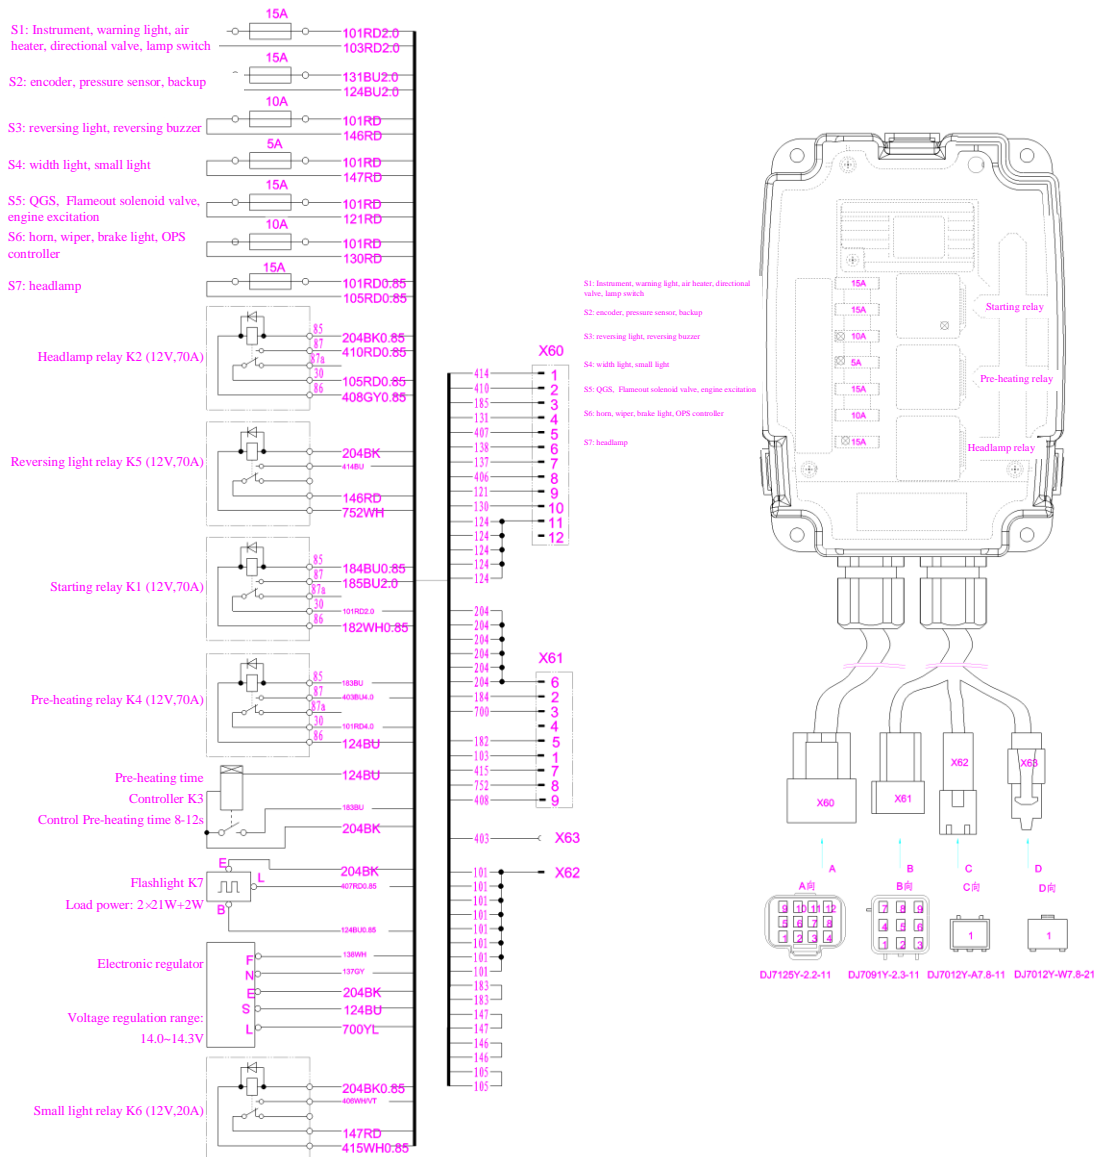 15A
S1: Instrument, warning light, air
heater, directional valve, lamp switch
101RD2.0
103RD2.0
15A
S2: encoder, pressure sensor, backup
131BU2.0
124BU2.0
10A
S3: reversing light, reversing buzzer
101RD
146RD
5A
S4: width light, small light
101RD
147RD
15A
S5: QGS, Flameout solenoid valve,
engine excitation
101RD
121RD
10A
S6: horn, wiper, brake light, OPS
controller
101RD
130RD
15A
S7: headlamp
101RD0.85
105RD0.85
Headlamp relay K2 (12V,70A)
85
204BK0.85
87
410RD0.85
87a
30
105RD0.85
86
408GY0.85
Reversing light relay K5 (12V,70A)
204BK
414BU
146RD
752WH
Starting relay K1 (12V,70A)
85
184BU0.85
87
185BU2.0
87a
30
101RD2.0
86
182WH0.85
Pre-heating relay K4 (12V,70A)
85
183BU
87
403BU4.0
87a
30
101RD4.0
86
124BU
Pre-heating time
Controller K3
Control Pre-heating time 8-12s
124BU
183BU
204BK
Flashlight K7
Load power: 2×21W+2W
E
204BK
L
407RD0.85
B
124BU0.85
Electronic regulator
Voltage regulation range:
14.0~14.3V
F
138WH
N
137GY
E
204BK
S
124BU
L
700YL
Small light relay K6 (12V,20A)
204BK0.85
406WH/VT
147RD
415WH0.85
X60
414 1
410 2
185 3
131 4
407 5
138 6
137 7
406 8
121 9
130 10
124 11
124 12
124
124
124
204
204
204
204
204
X61
204 6
184 2
700 3
4
182 5
103 1
415 7
752 8
408 9
403 X63
101 X62
101
101
101
101
101
101
101
183
183
147
147
146
146
105
105
S1: Instrument, warning light, air heater, directional
valve, lamp switch
S2: encoder, pressure sensor, backup
S3: reversing light, reversing buzzer
S4: width light, small light
S5: QGS, Flameout solenoid valve, engine excitation
S6: horn, wiper, brake light, OPS controller
S7: headlamp
15A
15A
10A
5A
15A
10A
15A
Starting relay
Pre-heating relay
Headlamp relay
X60
X61
X62
X63
A
B
C
D
A向
B向
C向
D向
9 10 11 12
5 6 7 8
1 2 3 4
7 8 9
4 5 6
1 2 3
1
1
DJ7125Y-2.2-11
DJ7091Y-2.3-11
DJ7012Y-A7.8-11
DJ7012Y-W7.8-21